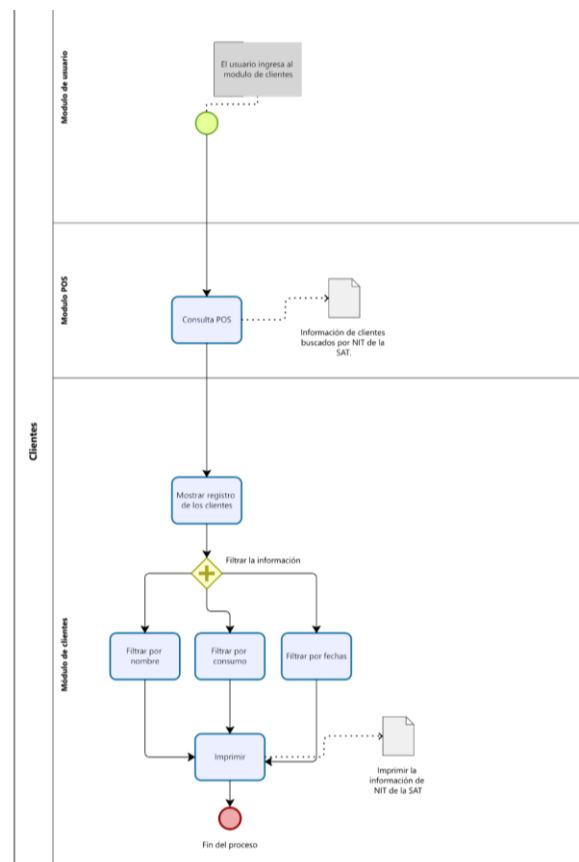 Clientes
Modulo de usuario
El usuario ingresa al
modulo de clientes
Modulo POS
Consulta POS
Información de clientes
buscados por NIT de la
SAT.
Módulo de clientes
Mostrar registro
de los clientes
Filtrar la información
Filtrar por
nombre
Filtrar por
consumo
Filtrar por fechas
Imprimir
Imprimir la
información de
NIT de la SAT
Fin del proceso